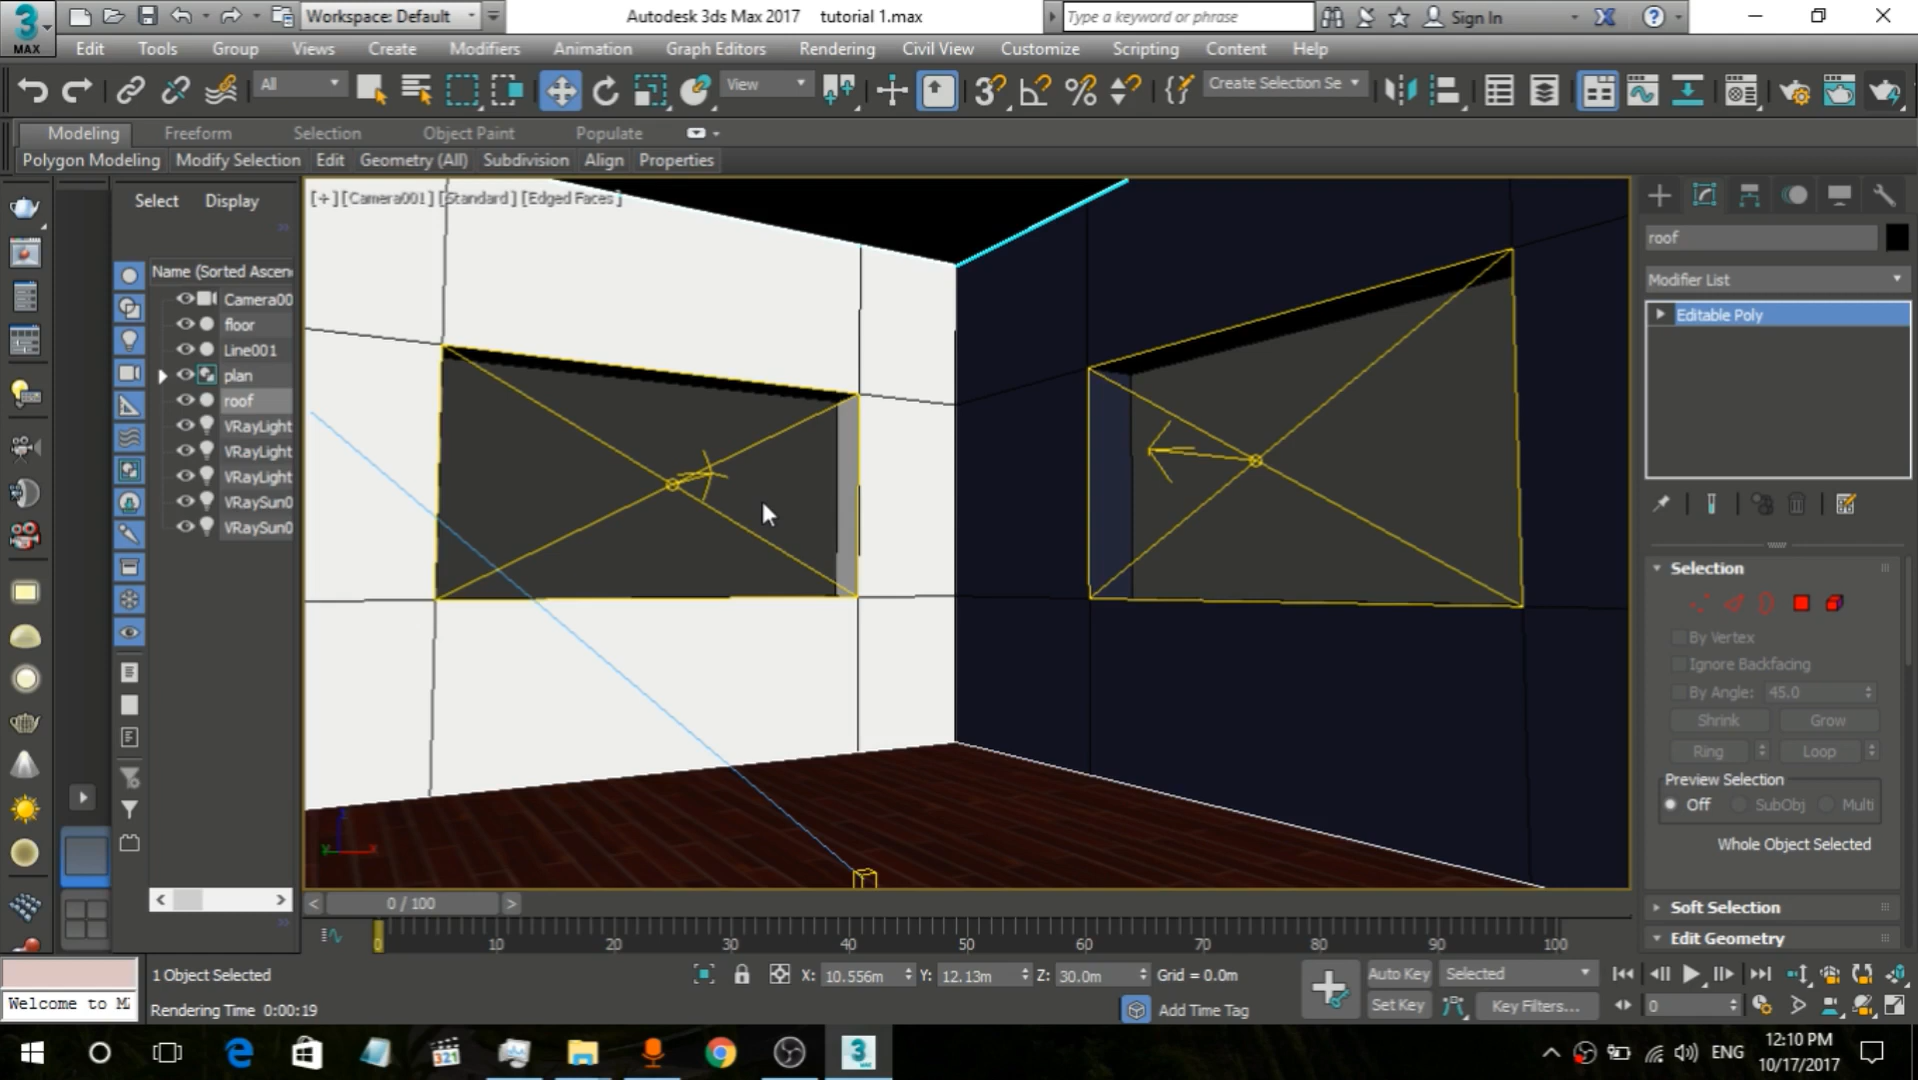 Workspace: Default
Autodesk 3ds Max 2017 tutorial 1.max
Type a keyword or phrase
Sign In
MAX
Edit Tools Group Views Create Modifiers Animation Graph Editors Rendering Civil View Customize Scripting Content Help
All
View
Create Selection Se
Modeling Freeform Selection Object Paint Populate
Polygon Modeling Modify Selection Edit Geometry (All) Subdivision Align Properties
Select Display
[+] [Camera001] [Standard] [Edged Faces]
Name (Sorted Ascen
Camera00
floor
Line001
plan
roof
VRayLight
VRayLight
VRayLight
VRaySun0
VRaySun0
roof
Modifier List
Editable Poly
Selection
By Vertex
Ignore Backfacing
By Angle: 45.0
Shrink Grow
Ring Loop
Preview Selection
Off SubObj Multi
Whole Object Selected
Soft Selection
Edit Geometry
0 / 100
0 10 20 30 40 50 60 70 80 90 100
1 Object Selected
X: 10.556m Y: 12.13m Z: 30.0m Grid = 0.0m
Auto Key Selected
Welcome to M
Rendering Time 0:00:19
Add Time Tag
Set Key Key Filters... 0
321
3
ENG
12:10 PM
10/17/2017